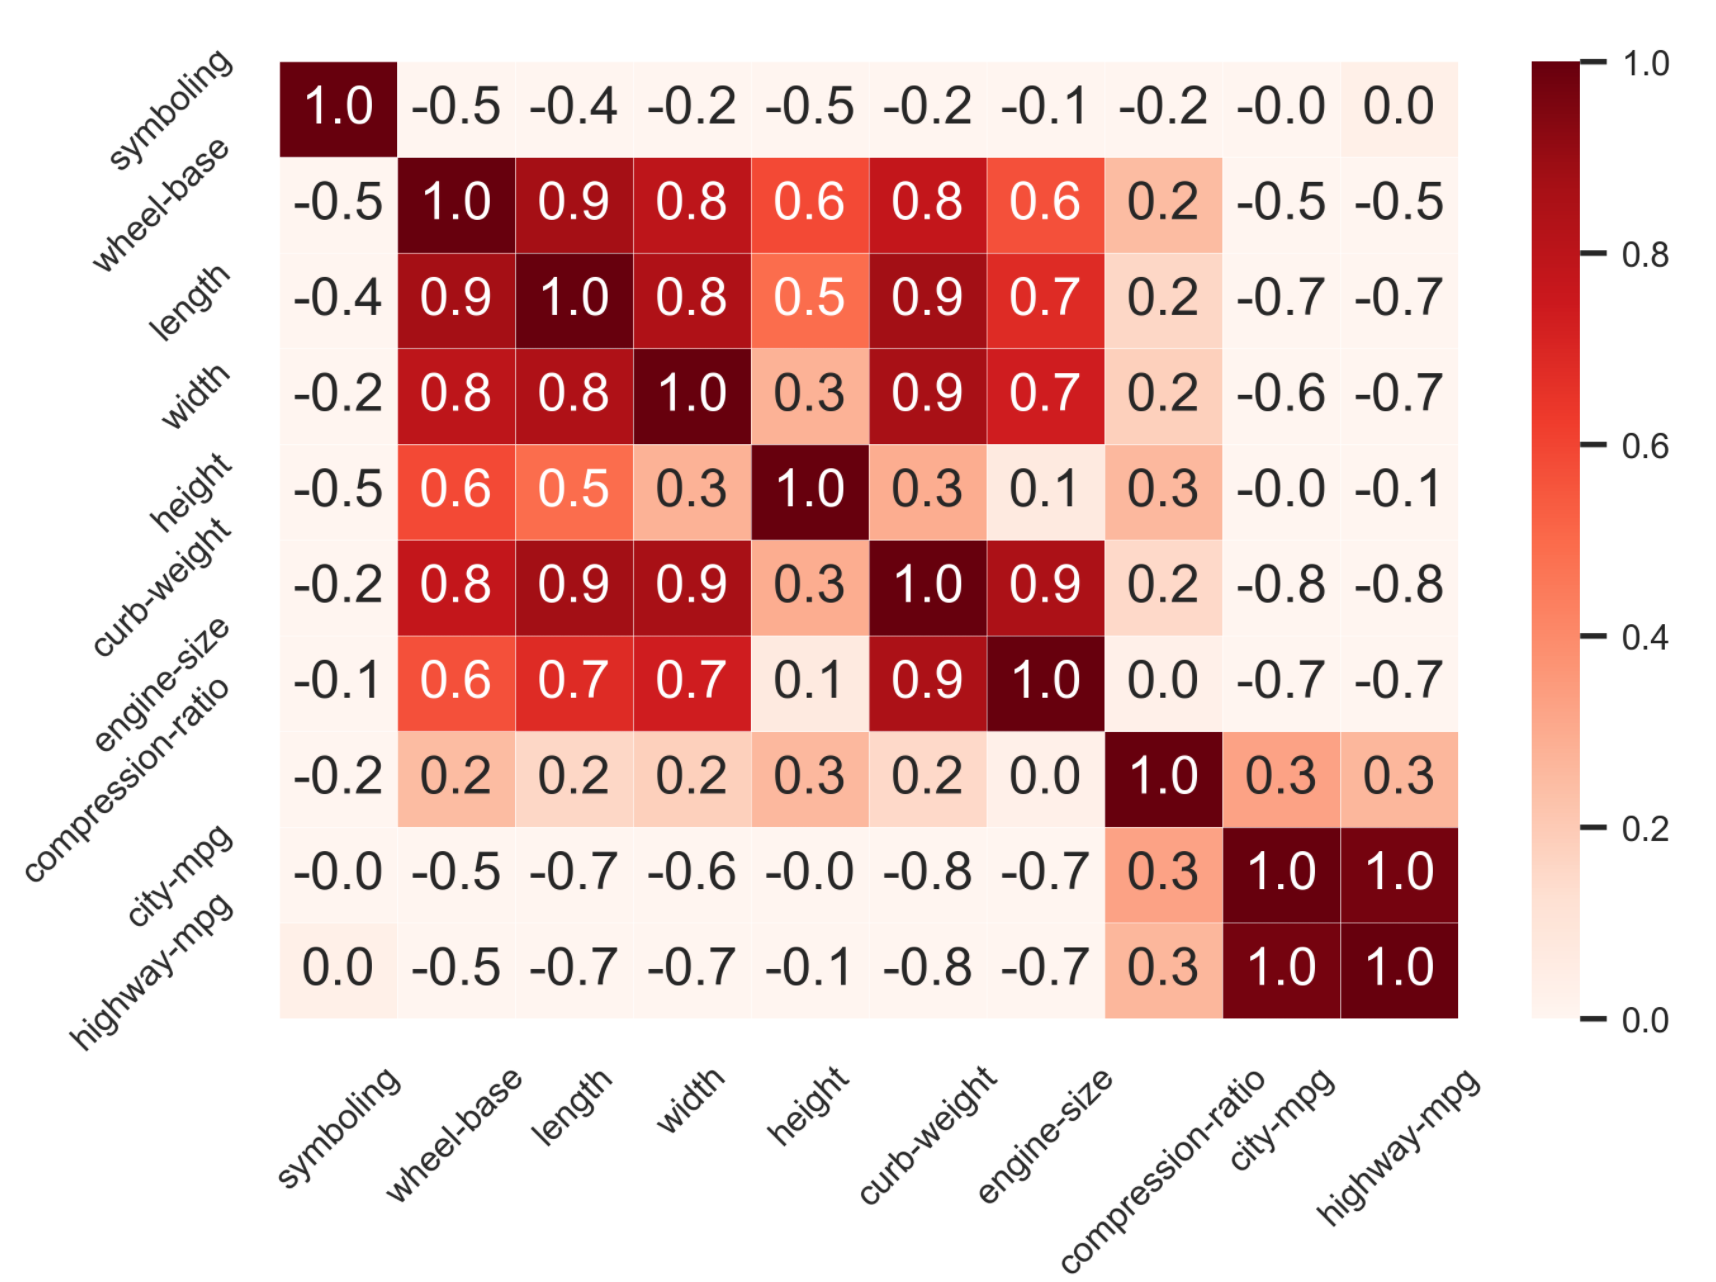 symboling 1.0 -0.5 -0.4 -0.2 -0.5 -0.2 -0.1 -0.2 -0.0 0.0
wheel-base -0.5 1.0 0.9 0.8 0.6 0.8 0.6 0.2 -0.5 -0.5
length -0.4 0.9 1.0 0.8 0.5 0.9 0.7 0.2 -0.7 -0.7
width -0.2 0.8 0.8 1.0 0.3 0.9 0.7 0.2 -0.6 -0.7
height -0.5 0.6 0.5 0.3 1.0 0.3 0.1 0.3 -0.0 -0.1
curb-weight -0.2 0.8 0.9 0.9 0.3 1.0 0.9 0.2 -0.8 -0.8
engine-size -0.1 0.6 0.7 0.7 0.1 0.9 1.0 0.0 -0.7 -0.7
compression-ratio -0.2 0.2 0.2 0.2 0.3 0.2 0.0 1.0 0.3 0.3
city-mpg -0.0 -0.5 -0.7 -0.6 -0.0 -0.8 -0.7 0.3 1.0 1.0
highway-mpg 0.0 -0.5 -0.7 -0.7 -0.1 -0.8 -0.7 0.3 1.0 1.0
symboling wheel-base length width height curb-weight engine-size compression-ratio city-mpg highway-mpg
1.0
0.8
0.6
0.4
0.2
0.0